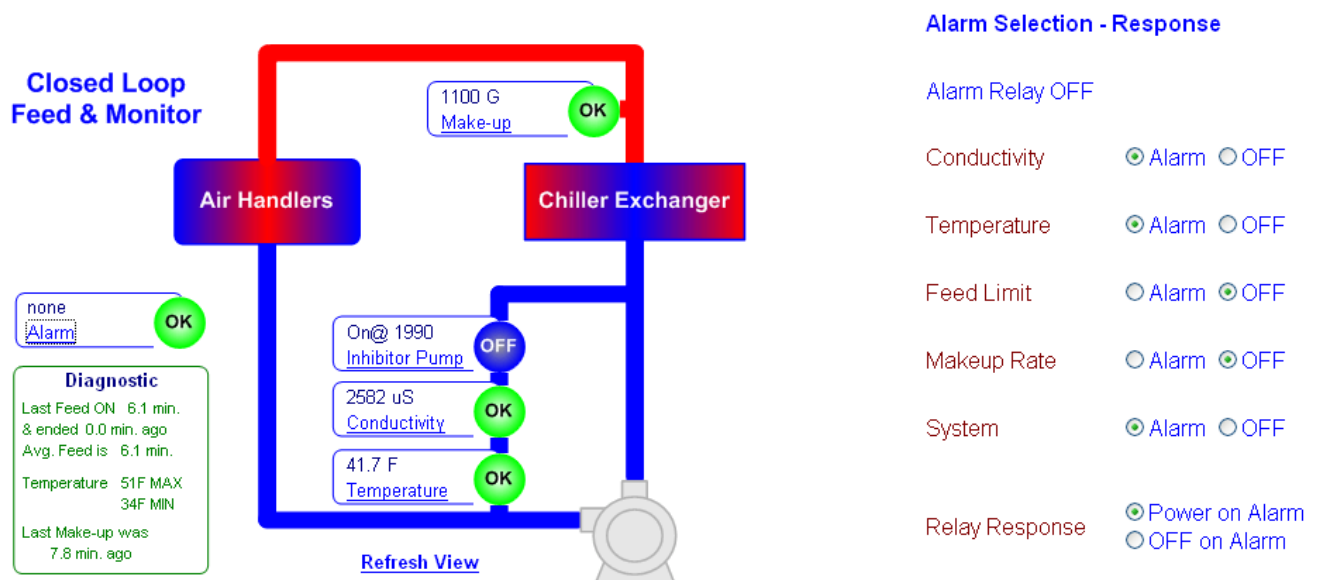 Closed Loop
Feed & Monitor
1100 G
Make-up
OK
Air Handlers
Chiller Exchanger
none
Alarm
OK
On@ 1990
Inhibitor Pump
OFF
2582 uS
Conductivity
OK
41.7 F
Temperature
OK
Diagnostic
Last Feed ON 6.1 min.
& ended 0.0 min. ago
Avg. Feed is 6.1 min.
Temperature 51F MAX
34F MIN
Last Make-up was
7.8 min. ago
Refresh View
Alarm Selection - Response
Alarm Relay OFF
Conductivity Alarm OFF
Temperature Alarm OFF
Feed Limit Alarm OFF
Makeup Rate Alarm OFF
System Alarm OFF
Relay Response Power on Alarm
OFF on Alarm